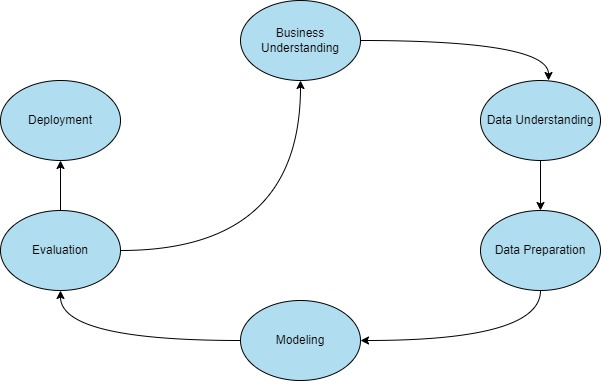 Business
Understanding
Deployment
Data Understanding
Evaluation
Data Preparation
Modeling